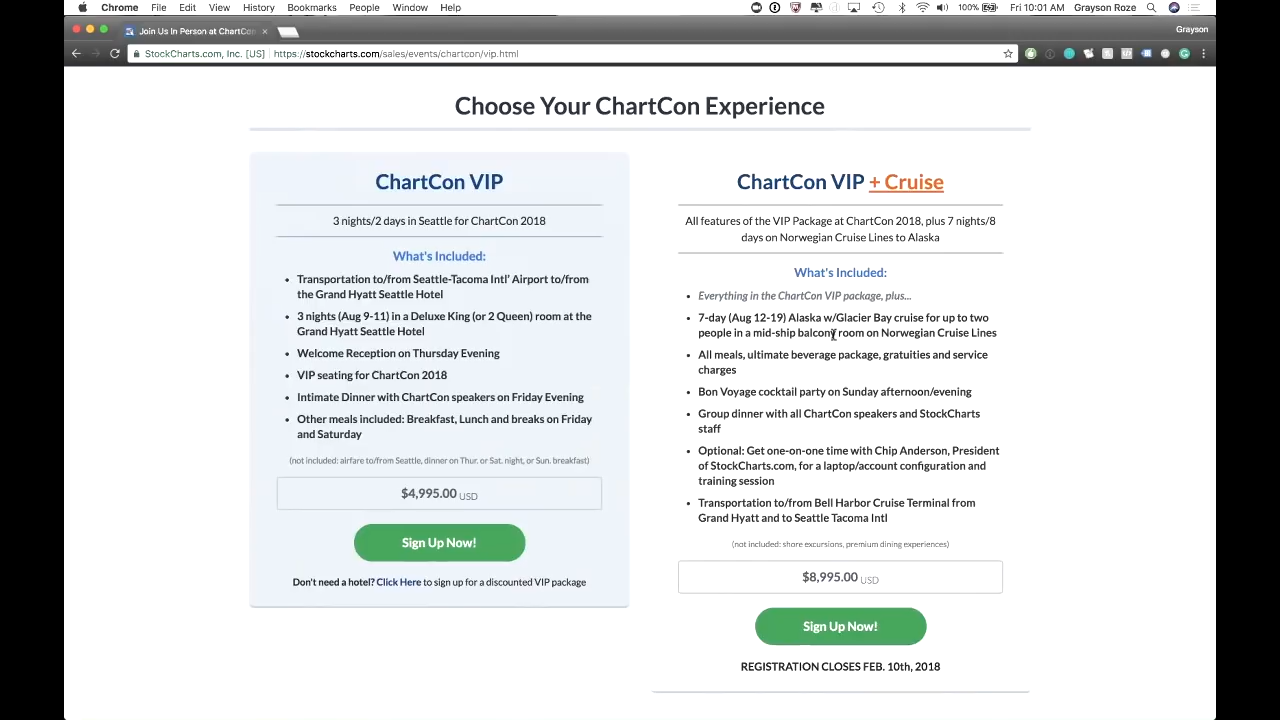 Chrome File Edit View History Bookmarks People Window Help 100% Fri 10:01 AM Grayson Roze
Join Us In Person at ChartCon Grayson
StockCharts.com, Inc. [US] https://stockcharts.com/sales/events/chartcon/vip.html
Choose Your ChartCon Experience
ChartCon VIP
3 nights/2 days in Seattle for ChartCon 2018
What's Included:
• Transportation to/from Seattle-Tacoma Intl' Airport to/from
the Grand Hyatt Seattle Hotel
• 3 nights (Aug 9-11) in a Deluxe King (or 2 Queen) room at the
Grand Hyatt Seattle Hotel
• Welcome Reception on Thursday Evening
• VIP seating for ChartCon 2018
• Intimate Dinner with ChartCon speakers on Friday Evening
• Other meals included: Breakfast, Lunch and breaks on Friday
and Saturday
(not included: airfare to/from Seattle, dinner on Thur. or Sat. night, or Sun. breakfast)
$4,995.00 USD
Sign Up Now!
Don't need a hotel? Click Here to sign up for a discounted VIP package
ChartCon VIP + Cruise
All features of the VIP Package at ChartCon 2018, plus 7 nights/8
days on Norwegian Cruise Lines to Alaska
What's Included:
• Everything in the ChartCon VIP package, plus...
• 7-day (Aug 12-19) Alaska w/Glacier Bay cruise for up to two
people in a mid-ship balcony room on Norwegian Cruise Lines
• All meals, ultimate beverage package, gratuities and service
charges
• Bon Voyage cocktail party on Sunday afternoon/evening
• Group dinner with all ChartCon speakers and StockCharts
staff
• Optional: Get one-on-one time with Chip Anderson, President
of StockCharts.com, for a laptop/account configuration and
training session
• Transportation to/from Bell Harbor Cruise Terminal from
Grand Hyatt and to Seattle Tacoma Intl
(not included: shore excursions, premium dining experiences)
$8,995.00 USD
Sign Up Now!
REGISTRATION CLOSES FEB. 10th, 2018